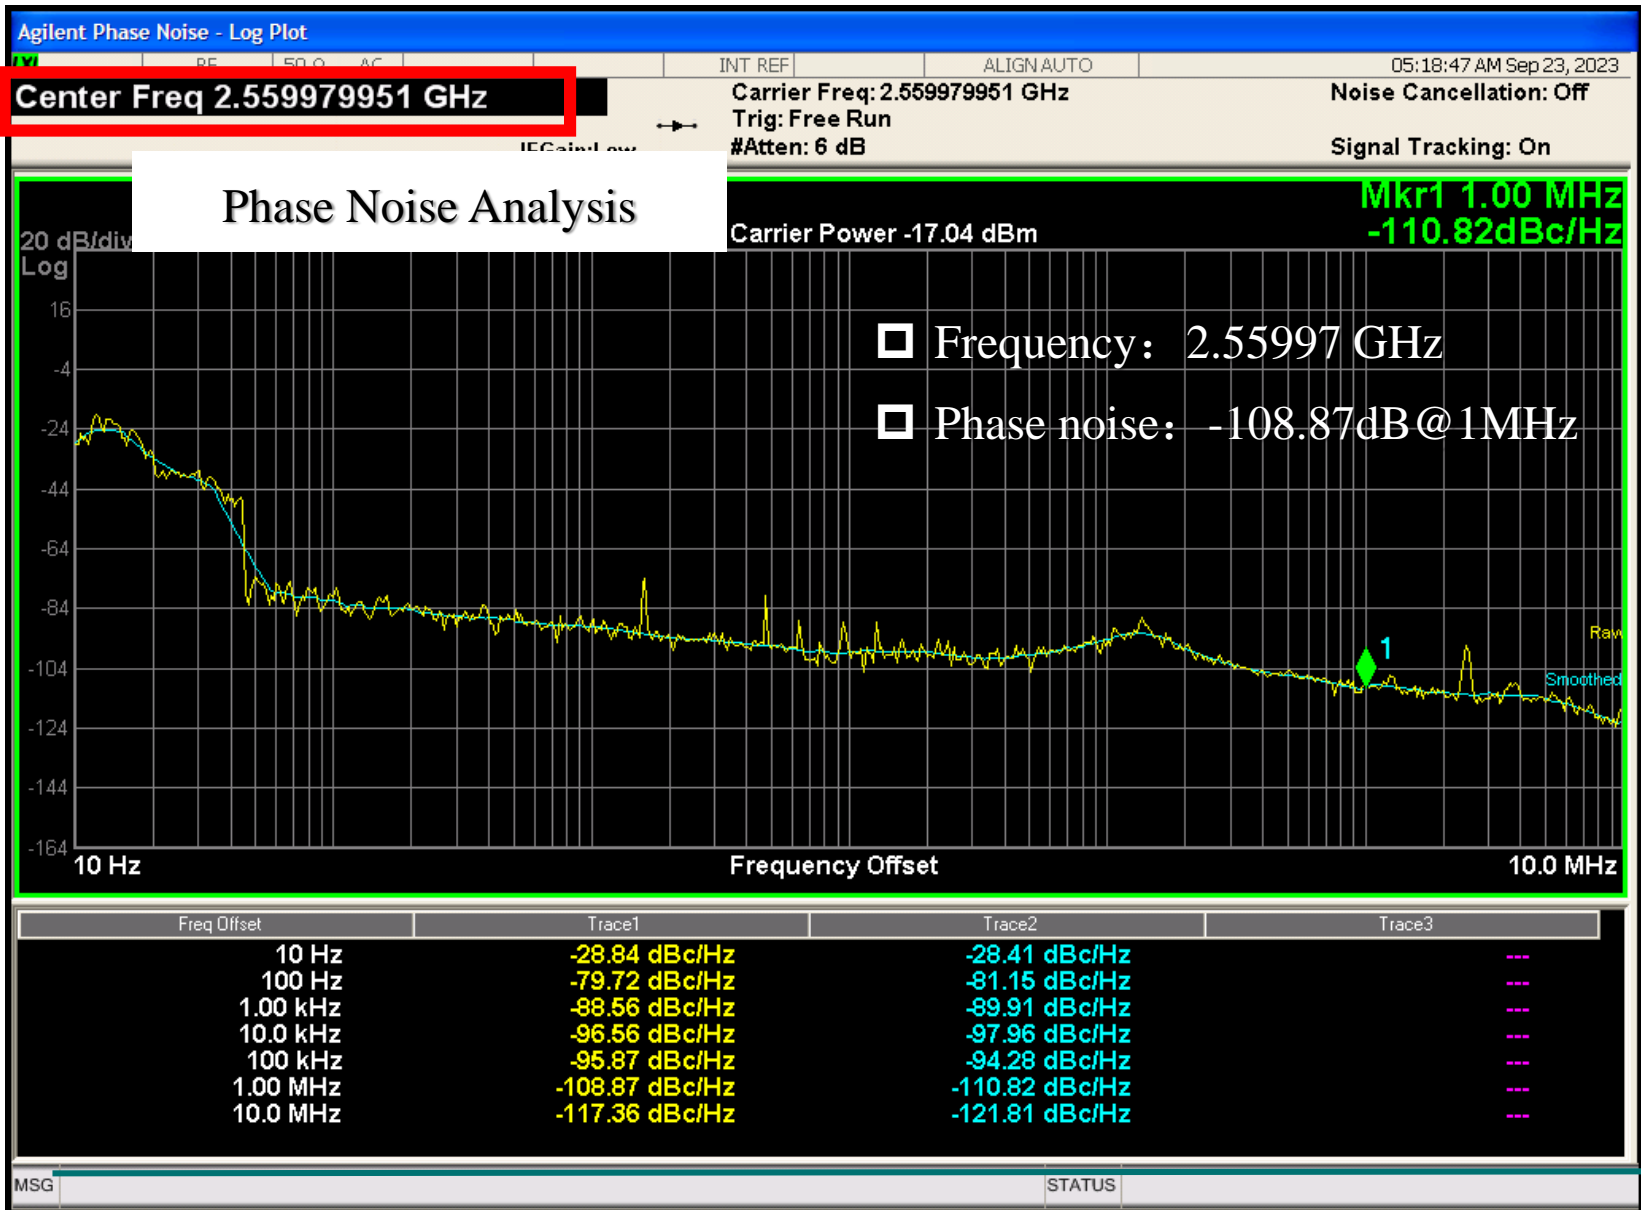 Agilent Phase Noise - Log Plot
LXI RF 50 Ω AC INT REF ALIGN AUTO 05:18:47 AM Sep 23, 2023
Center Freq 2.559979951 GHz
Carrier Freq: 2.559979951 GHz
Noise Cancellation: Off
Trig: Free Run
IFGain:Low
#Atten: 6 dB
Signal Tracking: On
Phase Noise Analysis
Mkr1 1.00 MHz
-110.82dBc/Hz
20 dB/div
Log
Carrier Power -17.04 dBm
16
-4
-24
-44
-64
-84
-104
-124
-144
-164
Frequency：2.55997 GHz
Phase noise：-108.87dB@1MHz
1
Raw
Smoothed
10 Hz Frequency Offset 10.0 MHz
Freq Offset Trace1 Trace2 Trace3
10 Hz -28.84 dBc/Hz -28.41 dBc/Hz ---
100 Hz -79.72 dBc/Hz -81.15 dBc/Hz ---
1.00 kHz -88.56 dBc/Hz -89.91 dBc/Hz ---
10.0 kHz -96.56 dBc/Hz -97.96 dBc/Hz ---
100 kHz -95.87 dBc/Hz -94.28 dBc/Hz ---
1.00 MHz -108.87 dBc/Hz -110.82 dBc/Hz ---
10.0 MHz -117.36 dBc/Hz -121.81 dBc/Hz ---
MSG STATUS